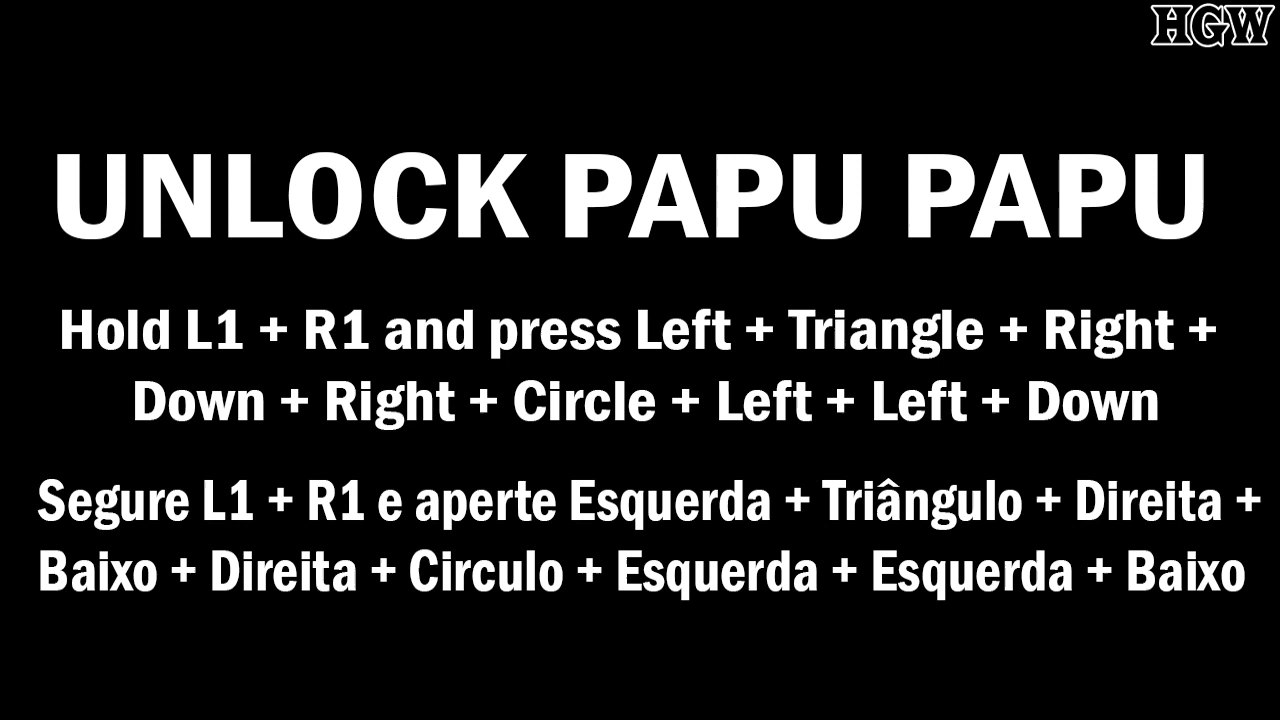 HGW
UNLOCK PAPU PAPU
Hold L1 + R1 and press Left + Triangle + Right +
Down + Right + Circle + Left + Left + Down
Segure L1 + R1 e aperte Esquerda + Triângulo + Direita +
Baixo + Direita + Circulo + Esquerda + Esquerda + Baixo